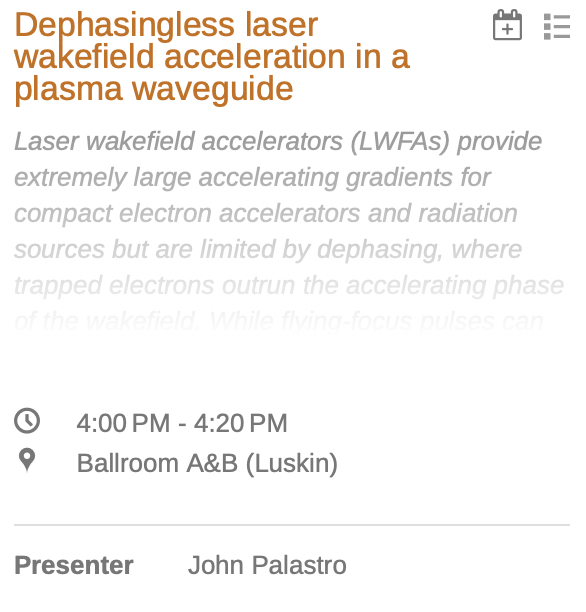 Dephasingless laser
wakefield acceleration in a
plasma waveguide
Laser wakefield accelerators (LWFAs) provide
extremely large accelerating gradients for
compact electron accelerators and radiation
sources but are limited by dephasing, where
trapped electrons outrun the accelerating phase
of the wakefield. While flying-focus pulses can
4:00 PM - 4:20 PM
Ballroom A&B (Luskin)
Presenter John Palastro